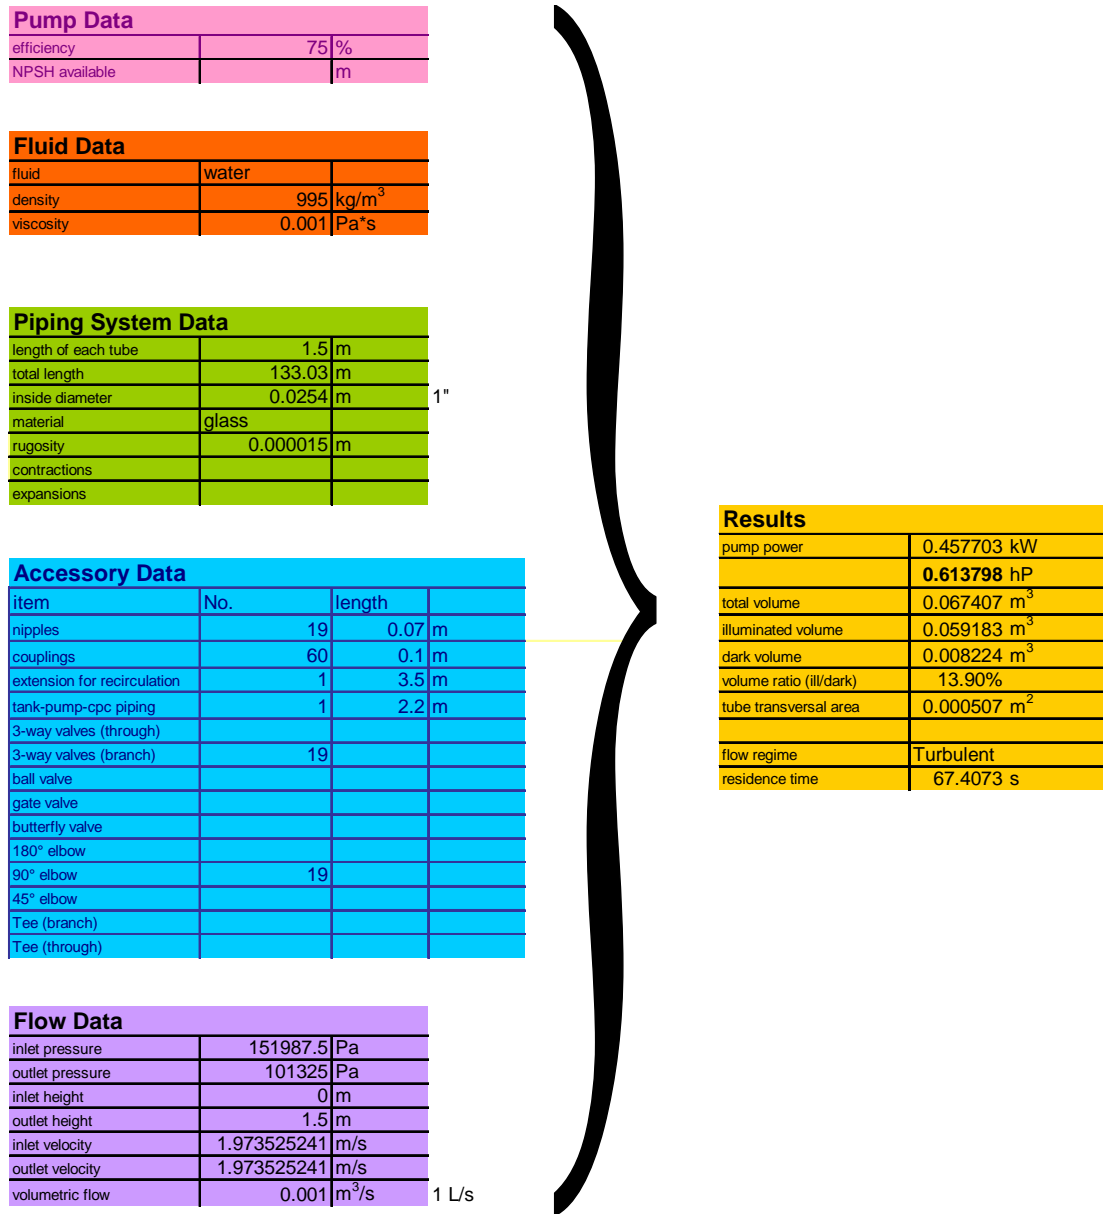 Pump Data
efficiency 75 %
NPSH available m
Fluid Data
fluid water
density 995 kg/m³
viscosity 0.001 Pa*s
Piping System Data
length of each tube 1.5 m
total length 133.03 m
inside diameter 0.0254 m 1"
material glass
rugosity 0.000015 m
contractions
expansions
Accessory Data
item No. length
nipples 19 0.07 m
couplings 60 0.1 m
extension for recirculation 1 3.5 m
tank-pump-cpc piping 1 2.2 m
3-way valves (through)
3-way valves (branch) 19
ball valve
gate valve
butterfly valve
180° elbow
90° elbow 19
45° elbow
Tee (branch)
Tee (through)
Flow Data
inlet pressure 151987.5 Pa
outlet pressure 101325 Pa
inlet height 0 m
outlet height 1.5 m
inlet velocity 1.973525241 m/s
outlet velocity 1.973525241 m/s
volumetric flow 0.001 m³/s 1 L/s
Results
pump power 0.457703 kW
0.613798 hP
total volume 0.067407 m³
illuminated volume 0.059183 m³
dark volume 0.008224 m³
volume ratio (ill/dark) 13.90%
tube transversal area 0.000507 m²
flow regime Turbulent
residence time 67.4073 s